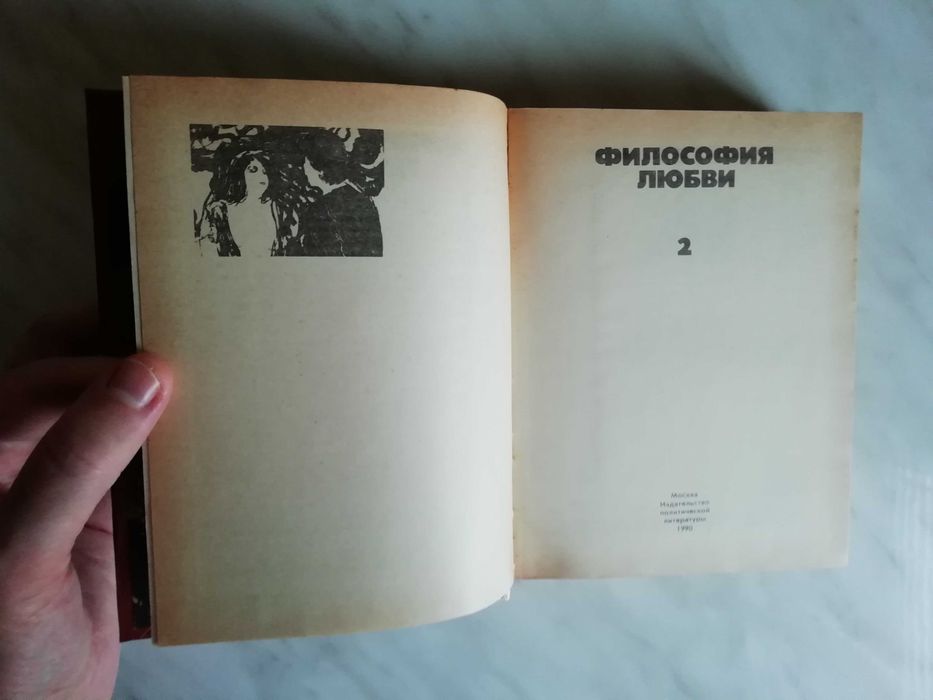 ФИЛОСОФИЯ
ЛЮБВИ
2
Москва
Издательство
политической
литературы
1990